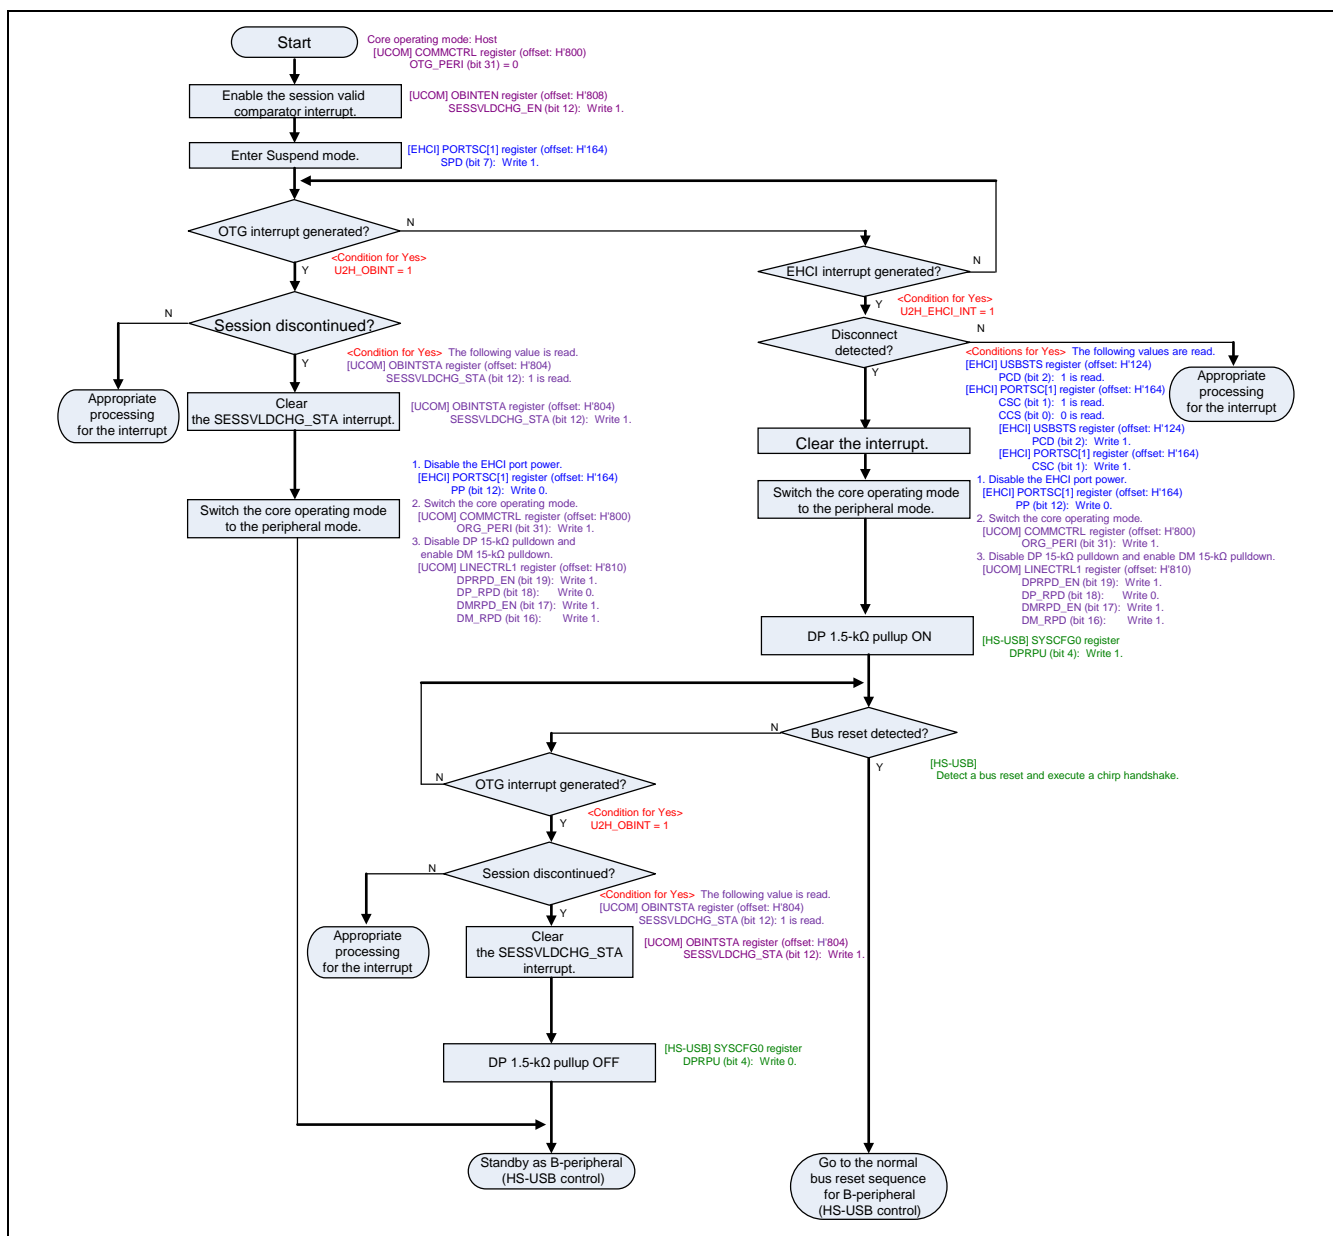 Start
Core operating mode: Host
[UCOM] COMMCTRL register (offset: H'800)
OTG_PERI (bit 31) = 0
Enable the session valid
comparator interrupt.
[UCOM] OBINTEN register (offset: H'808)
SESSVLDCHG_EN (bit 12): Write 1.
Enter Suspend mode.
[EHCI] PORTSC[1] register (offset: H'164)
SPD (bit 7): Write 1.
OTG interrupt generated?
N
<Condition for Yes>
U2H_OBINT = 1
Y
EHCI interrupt generated?
N
Y
<Condition for Yes>
U2H_EHCI_INT = 1
Session discontinued?
N
Y
<Condition for Yes> The following value is read.
[UCOM] OBINTSTA register (offset: H'804)
SESSVLDCHG_STA (bit 12): 1 is read.
Appropriate
processing
for the interrupt
Clear
the SESSVLDCHG_STA interrupt.
[UCOM] OBINTSTA register (offset: H'804)
SESSVLDCHG_STA (bit 12): Write 1.
Disconnect
detected?
N
Y
<Conditions for Yes> The following values are read.
[EHCI] USBSTS register (offset: H'124)
PCD (bit 2): 1 is read.
[EHCI] PORTSC[1] register (offset: H'164)
CSC (bit 1): 1 is read.
CCS (bit 0): 0 is read.
Appropriate
processing
for the interrupt
Clear the interrupt.
[EHCI] USBSTS register (offset: H'124)
PCD (bit 2): Write 1.
[EHCI] PORTSC[1] register (offset: H'164)
CSC (bit 1): Write 1.
Switch the core operating mode
to the peripheral mode.
1. Disable the EHCI port power.
[EHCI] PORTSC[1] register (offset: H'164)
PP (bit 12): Write 0.
2. Switch the core operating mode.
[UCOM] COMMCTRL register (offset: H'800)
ORG_PERI (bit 31): Write 1.
3. Disable DP 15-kΩ pulldown and
enable DM 15-kΩ pulldown.
[UCOM] LINECTRL1 register (offset: H'810)
DPRPD_EN (bit 19): Write 1.
DP_RPD (bit 18): Write 0.
DMRPD_EN (bit 17): Write 1.
DM_RPD (bit 16): Write 1.
Switch the core operating mode
to the peripheral mode.
1. Disable the EHCI port power.
[EHCI] PORTSC[1] register (offset: H'164)
PP (bit 12): Write 0.
2. Switch the core operating mode.
[UCOM] COMMCTRL register (offset: H'800)
ORG_PERI (bit 31): Write 1.
3. Disable DP 15-kΩ pulldown and enable DM 15-kΩ pulldown.
[UCOM] LINECTRL1 register (offset: H'810)
DPRPD_EN (bit 19): Write 1.
DP_RPD (bit 18): Write 0.
DMRPD_EN (bit 17): Write 1.
DM_RPD (bit 16): Write 1.
DP 1.5-kΩ pullup ON
[HS-USB] SYSCFG0 register
DPRPU (bit 4): Write 1.
Bus reset detected?
N
Y
[HS-USB]
Detect a bus reset and execute a chirp handshake.
OTG interrupt generated?
N
Y
<Condition for Yes>
U2H_OBINT = 1
Session discontinued?
N
Y
<Condition for Yes> The following value is read.
[UCOM] OBINTSTA register (offset: H'804)
SESSVLDCHG_STA (bit 12): 1 is read.
Appropriate
processing
for the interrupt
Clear
the SESSVLDCHG_STA
interrupt.
[UCOM] OBINTSTA register (offset: H'804)
SESSVLDCHG_STA (bit 12): Write 1.
DP 1.5-kΩ pullup OFF
[HS-USB] SYSCFG0 register
DPRPU (bit 4): Write 0.
Standby as B-peripheral
(HS-USB control)
Go to the normal
bus reset sequence
for B-peripheral
(HS-USB control)